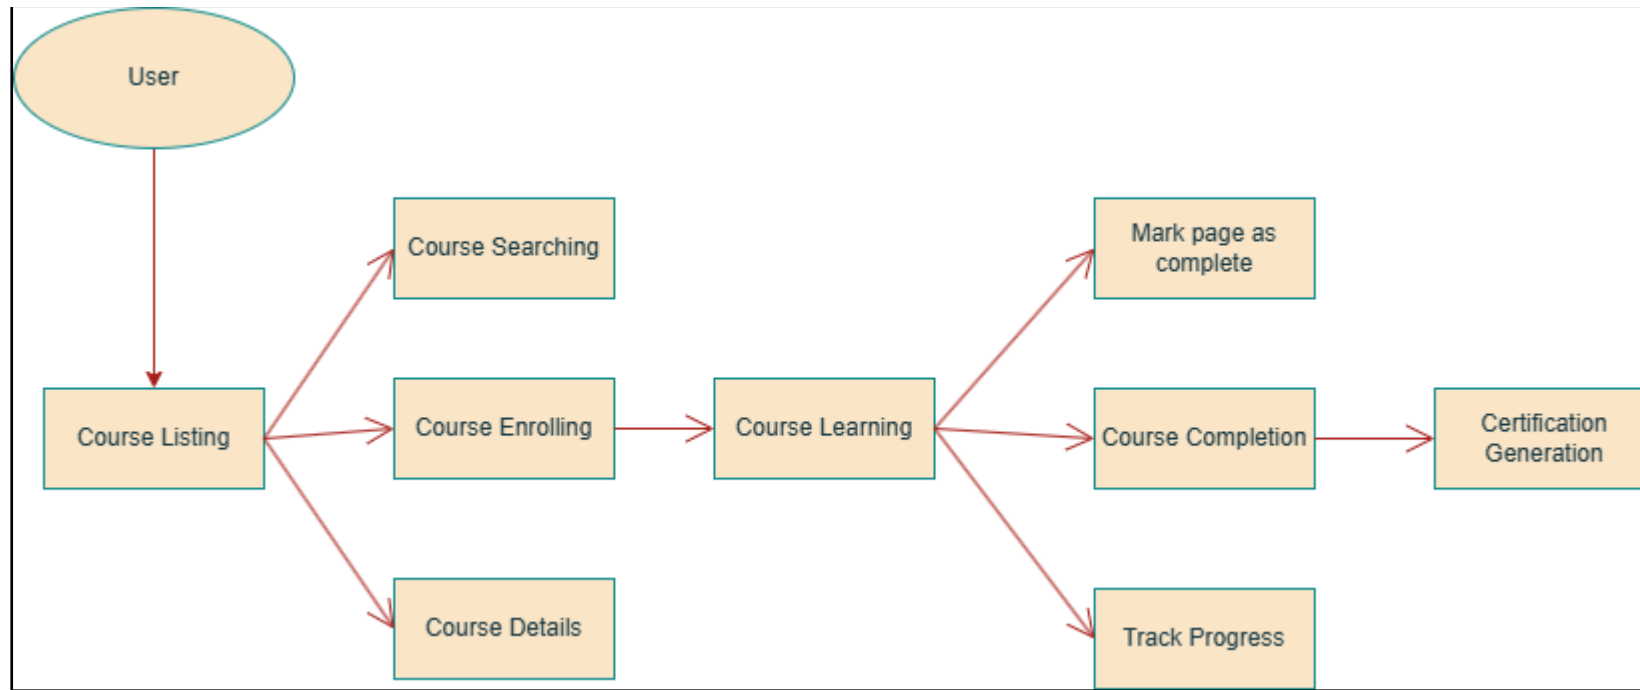 User
Course Searching
Mark page as
complete
Course Listing
Course Enrolling
Course Learning
Course Completion
Certification
Generation
Course Details
Track Progress